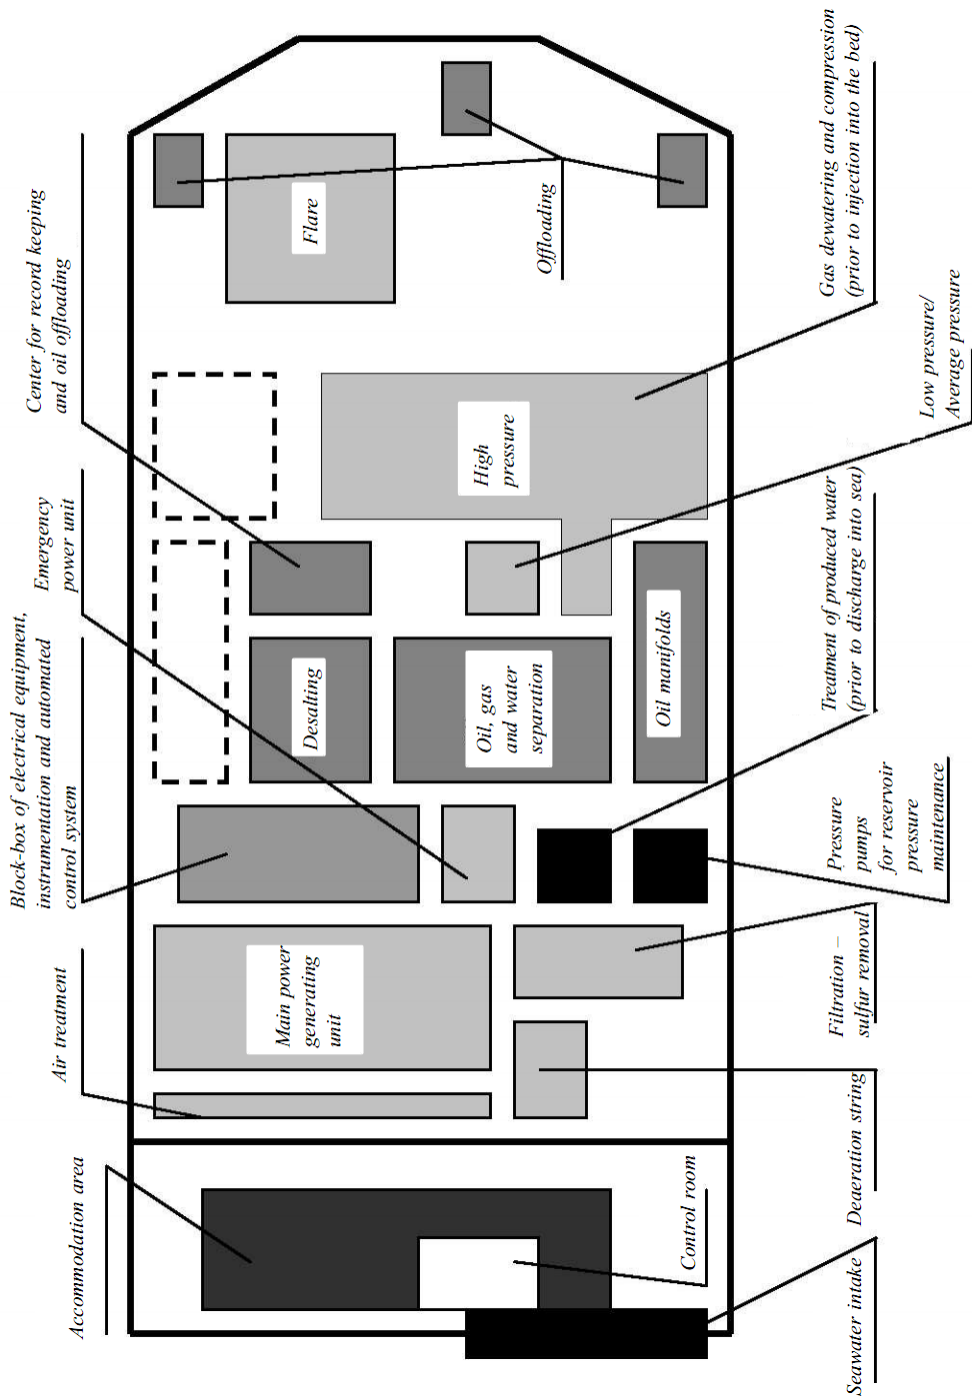 Accommodation area
Air treatment
Block-box of electrical equipment,
instrumentation and automated
control system
Emergency
power unit
Center for record keeping
and oil offloading
Main power
generating
unit
Desalting
Flare
Oil, gas
and water
separation
High
pressure
Offloading
Oil manifolds
Control room
Seawater intake
Deaeration string
Filtration –
sulfur removal
Pressure
pumps
for reservoir
pressure
maintenance
Treatment of produced water
(prior to discharge into sea)
Low pressure/
Average pressure
Gas dewatering and compression
(prior to injection into the bed)